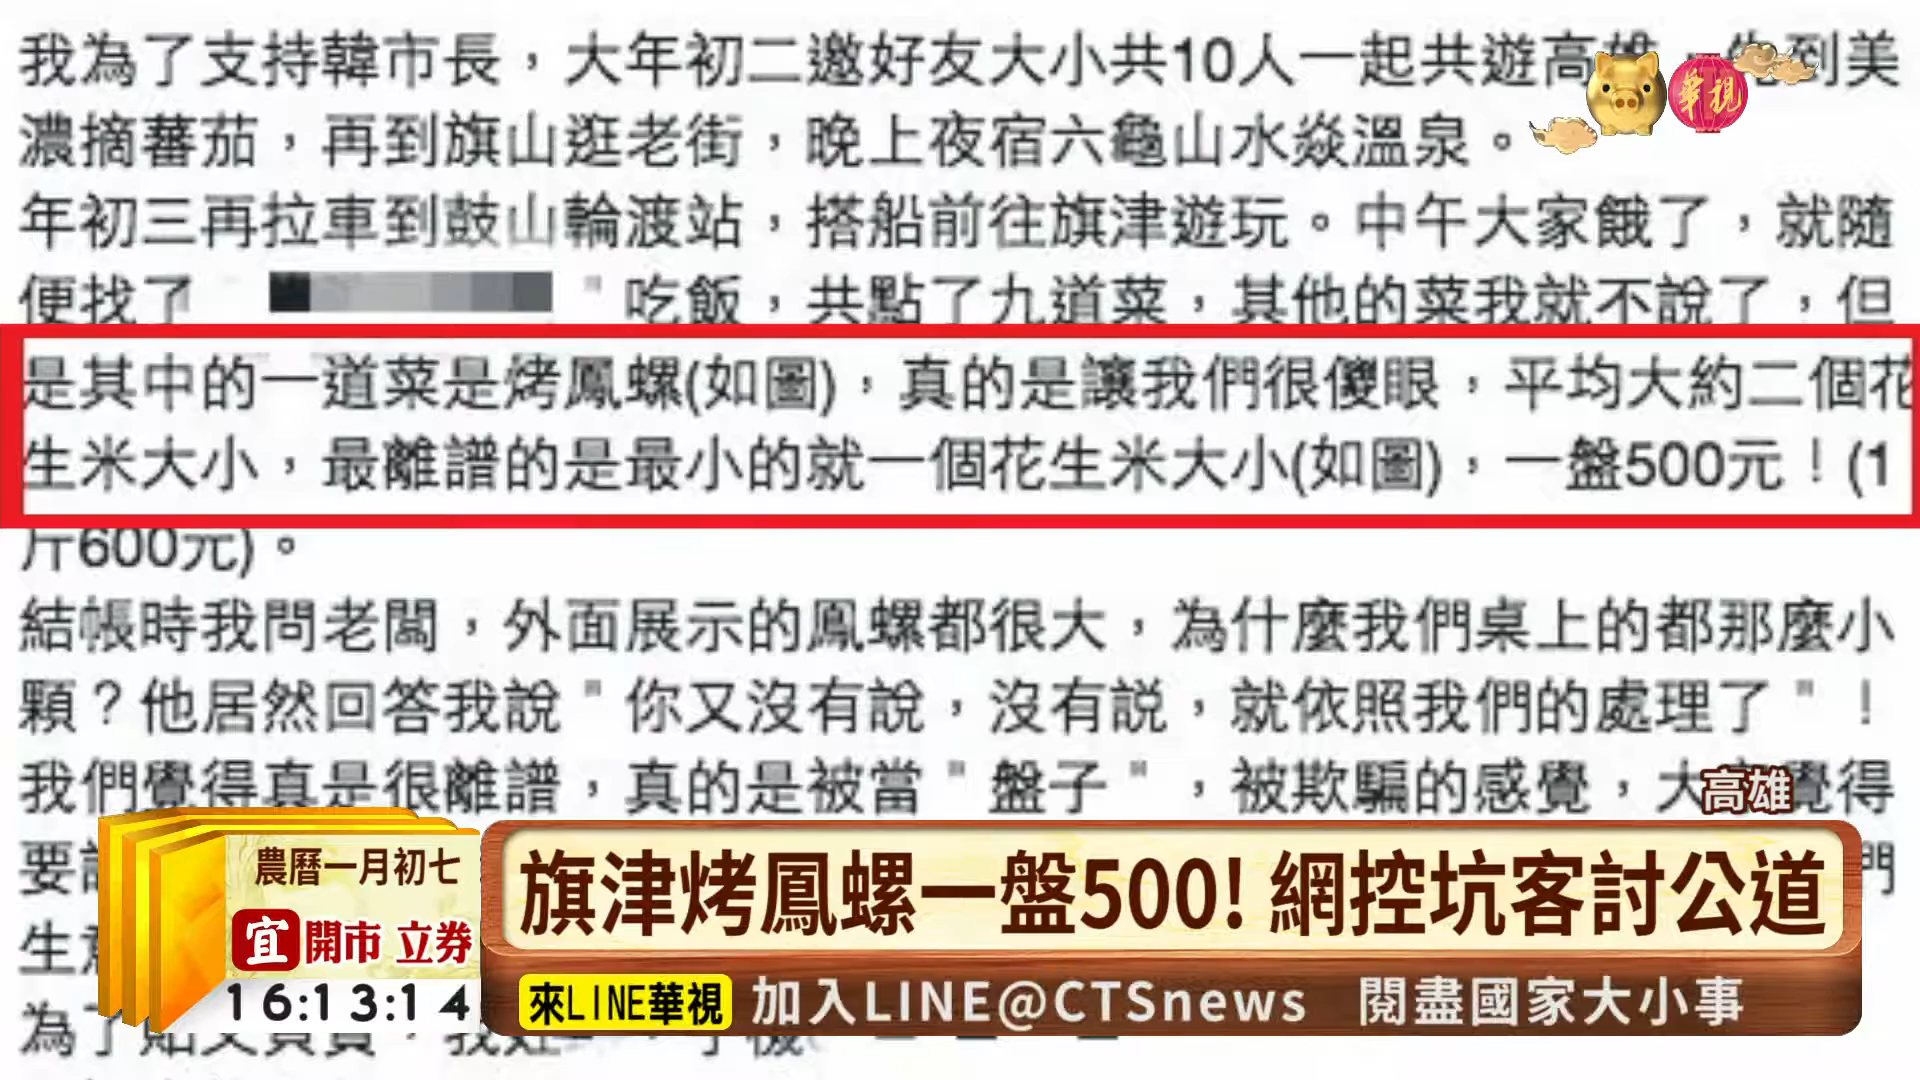 我為了支持韓市長，大年初二邀好友大小共10人一起共遊高雄，先到美
濃摘蕃茄，再到旗山逛老街，晚上夜宿六龜山水焱溫泉。
華視
年初三再拉車到鼓山輪渡站，搭船前往旗津遊玩。中午大家餓了，就隨
便找了" "吃飯，共點了九道菜，其他的菜我就不說了，但
是其中的一道菜是烤鳳螺(如圖)，真的是讓我們很傻眼，平均大約二個花
生米大小，最離譜的是最小的就一個花生米大小(如圖)，一盤500元！(1
斤600元)。
結帳時我問老闆，外面展示的鳳螺都很大，為什麼我們桌上的都那麼小
顆？他居然回答我說"你又沒有說，沒有説，就依照我們的處理了"！
我們覺得真是很離譜，真的是被當"盤子"，被欺騙的感覺，大家覺得
高雄
要
生
為了
農曆一月初七
宜 開市 立券
16:13:14
旗津烤鳳螺一盤500! 網控坑客討公道
來LINE華視 加入LINE@CTSnews 閱盡國家大小事